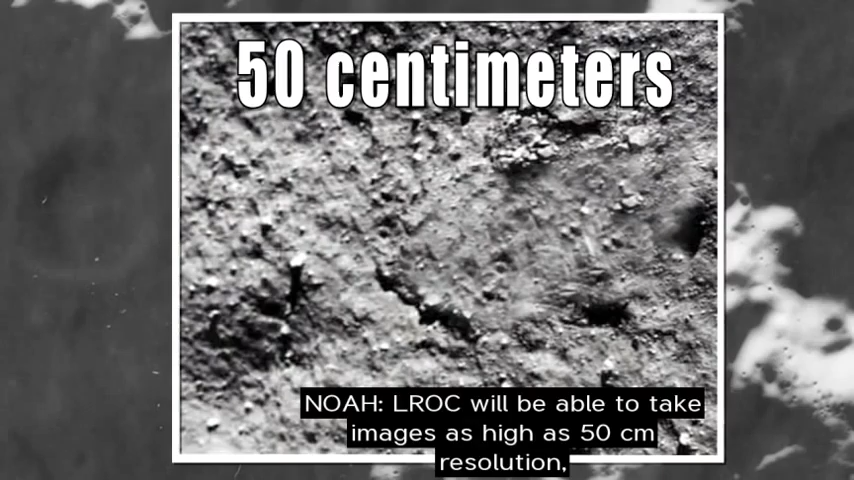 50 centimeters
NOAH: LROC will be able to take
images as high as 50 cm
resolution,